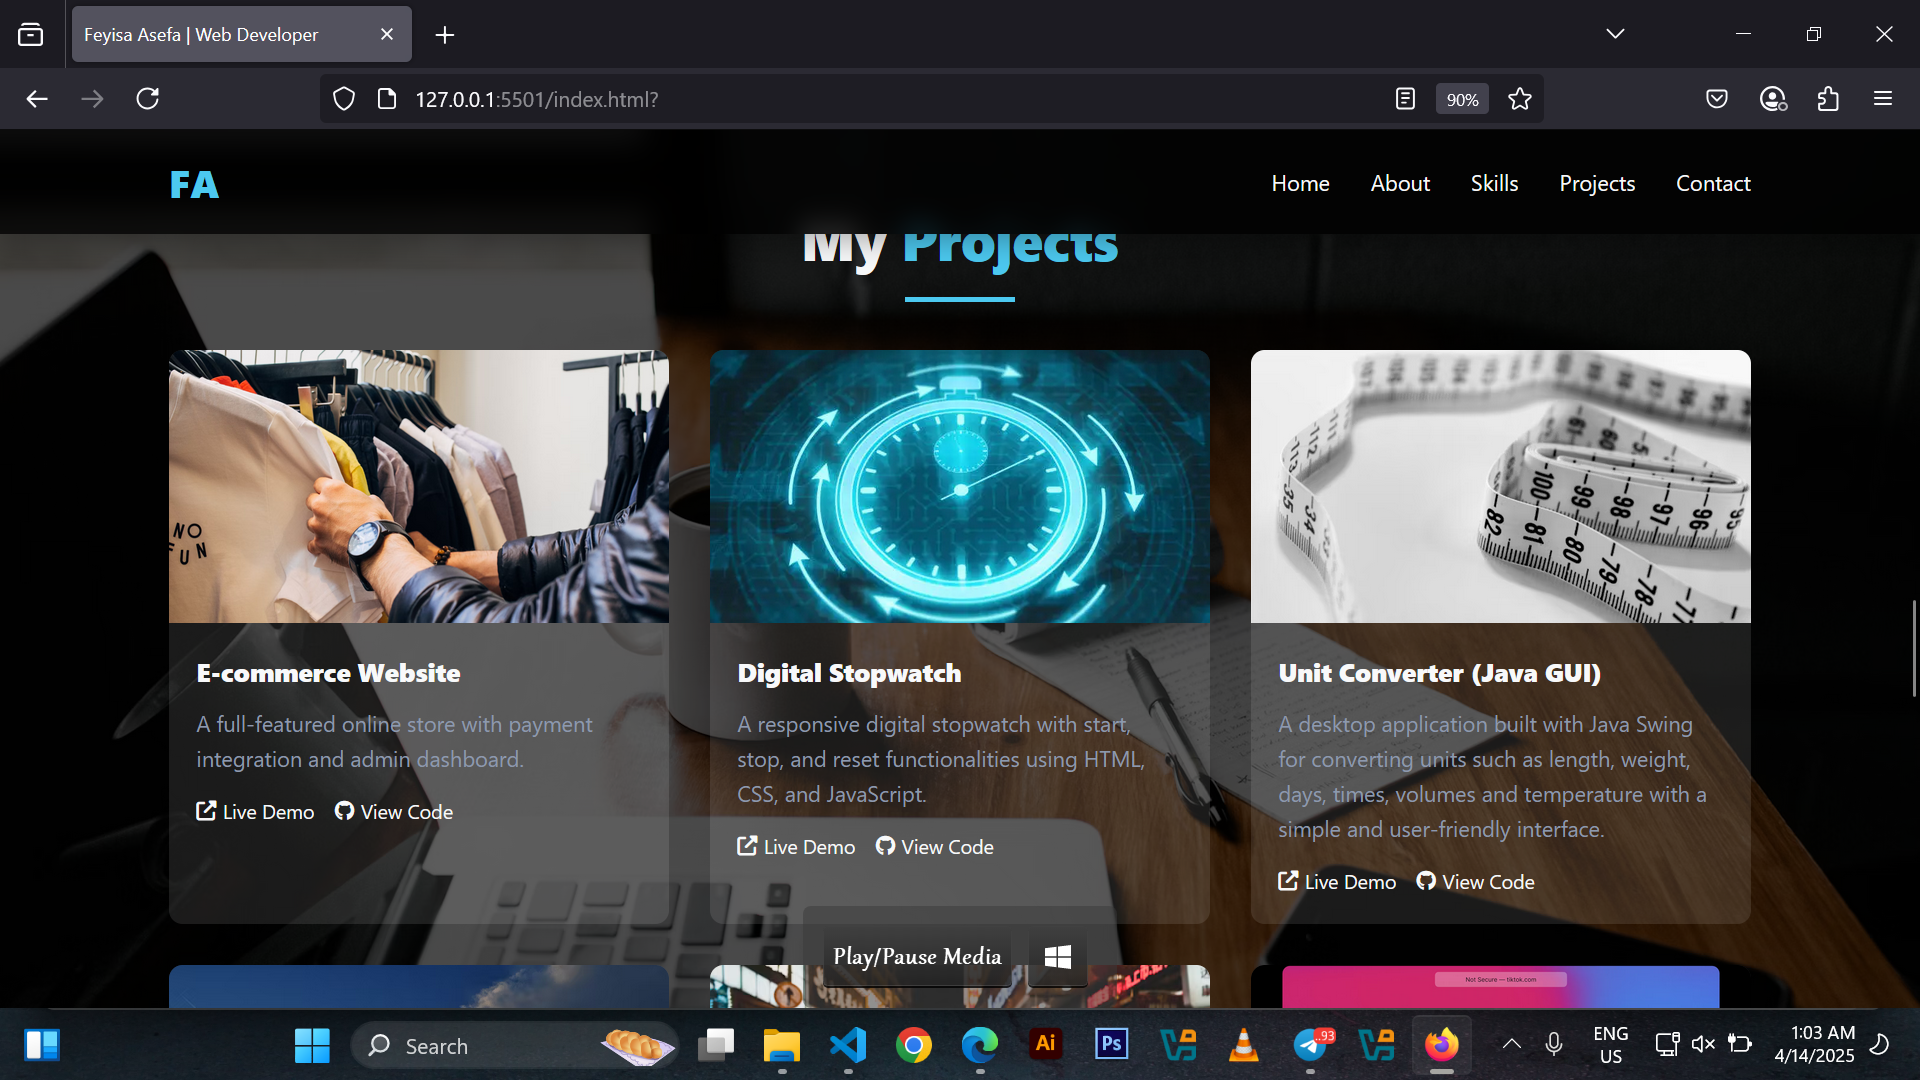 Feyisa Asefa | Web Developer
127.0.0.1:5501/index.html?
90%
FA
Home
About
Skills
Projects
Contact
My Projects
NO
FUN
E-commerce Website
A full-featured online store with payment
integration and admin dashboard.
Live Demo
View Code
Digital Stopwatch
A responsive digital stopwatch with start,
stop, and reset functionalities using HTML,
CSS, and JavaScript.
Live Demo
View Code
Unit Converter (Java GUI)
A desktop application built with Java Swing
for converting units such as length, weight,
days, times, volumes and temperature with a
simple and user-friendly interface.
Live Demo
View Code
Play/Pause Media
Not Secure — tiktok.com
Search
Ai
Ps
..93
ENG
US
1:03 AM
4/14/2025